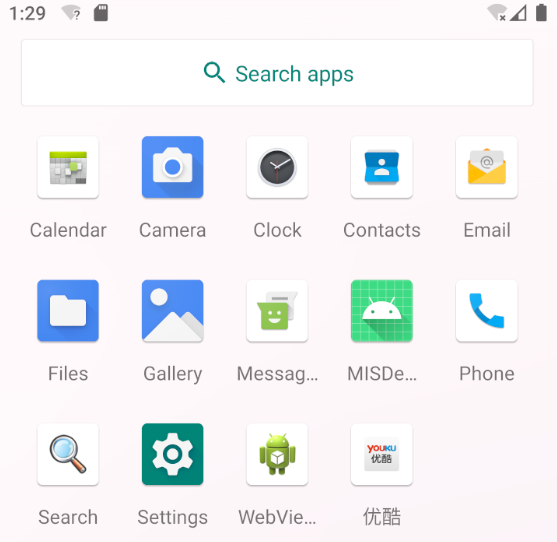 1:29
Search apps
Calendar
Camera
Clock
Contacts
Email
Files
Gallery
Messag...
MISDe...
Phone
YOUKU
优酷
Search
Settings
WebVie...
优酷